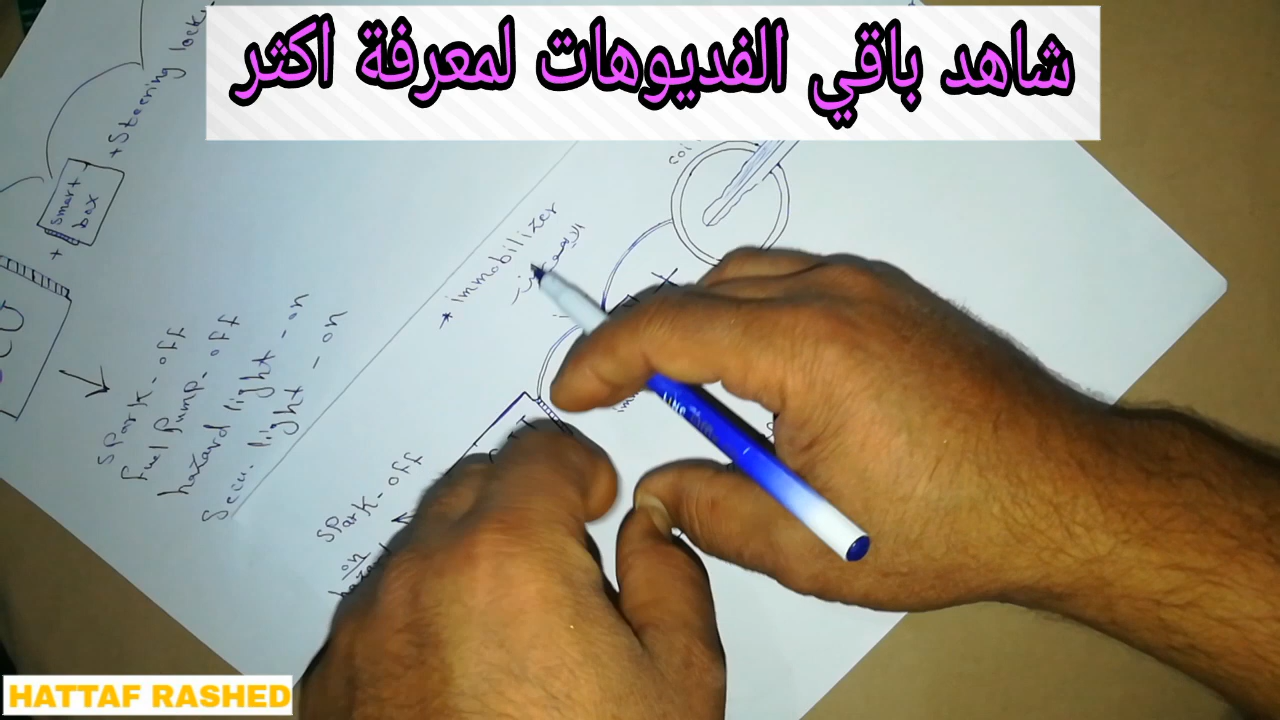 شاهد باقي الفديوهات لمعرفة اكثر
+ Steering lock
smart
box
+
coil
* immobilizer
SPark - off
fuel Pump - off
hazard light - on
light - on
SPark - off
on
HATTAF RASHED